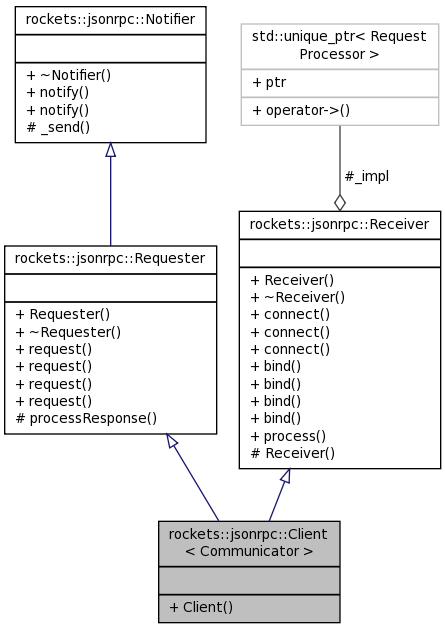 rockets::jsonrpc::Notifier
+ ~Notifier()
+ notify()
+ notify()
# _send()
std::unique_ptr< Request
Processor >
+ ptr
+ operator->()
#_impl
rockets::jsonrpc::Requester
+ Requester()
+ ~Requester()
+ request()
+ request()
+ request()
+ request()
# processResponse()
rockets::jsonrpc::Receiver
+ Receiver()
+ ~Receiver()
+ connect()
+ connect()
+ connect()
+ bind()
+ bind()
+ bind()
+ bind()
+ process()
# Receiver()
rockets::jsonrpc::Client
< Communicator >
+ Client()